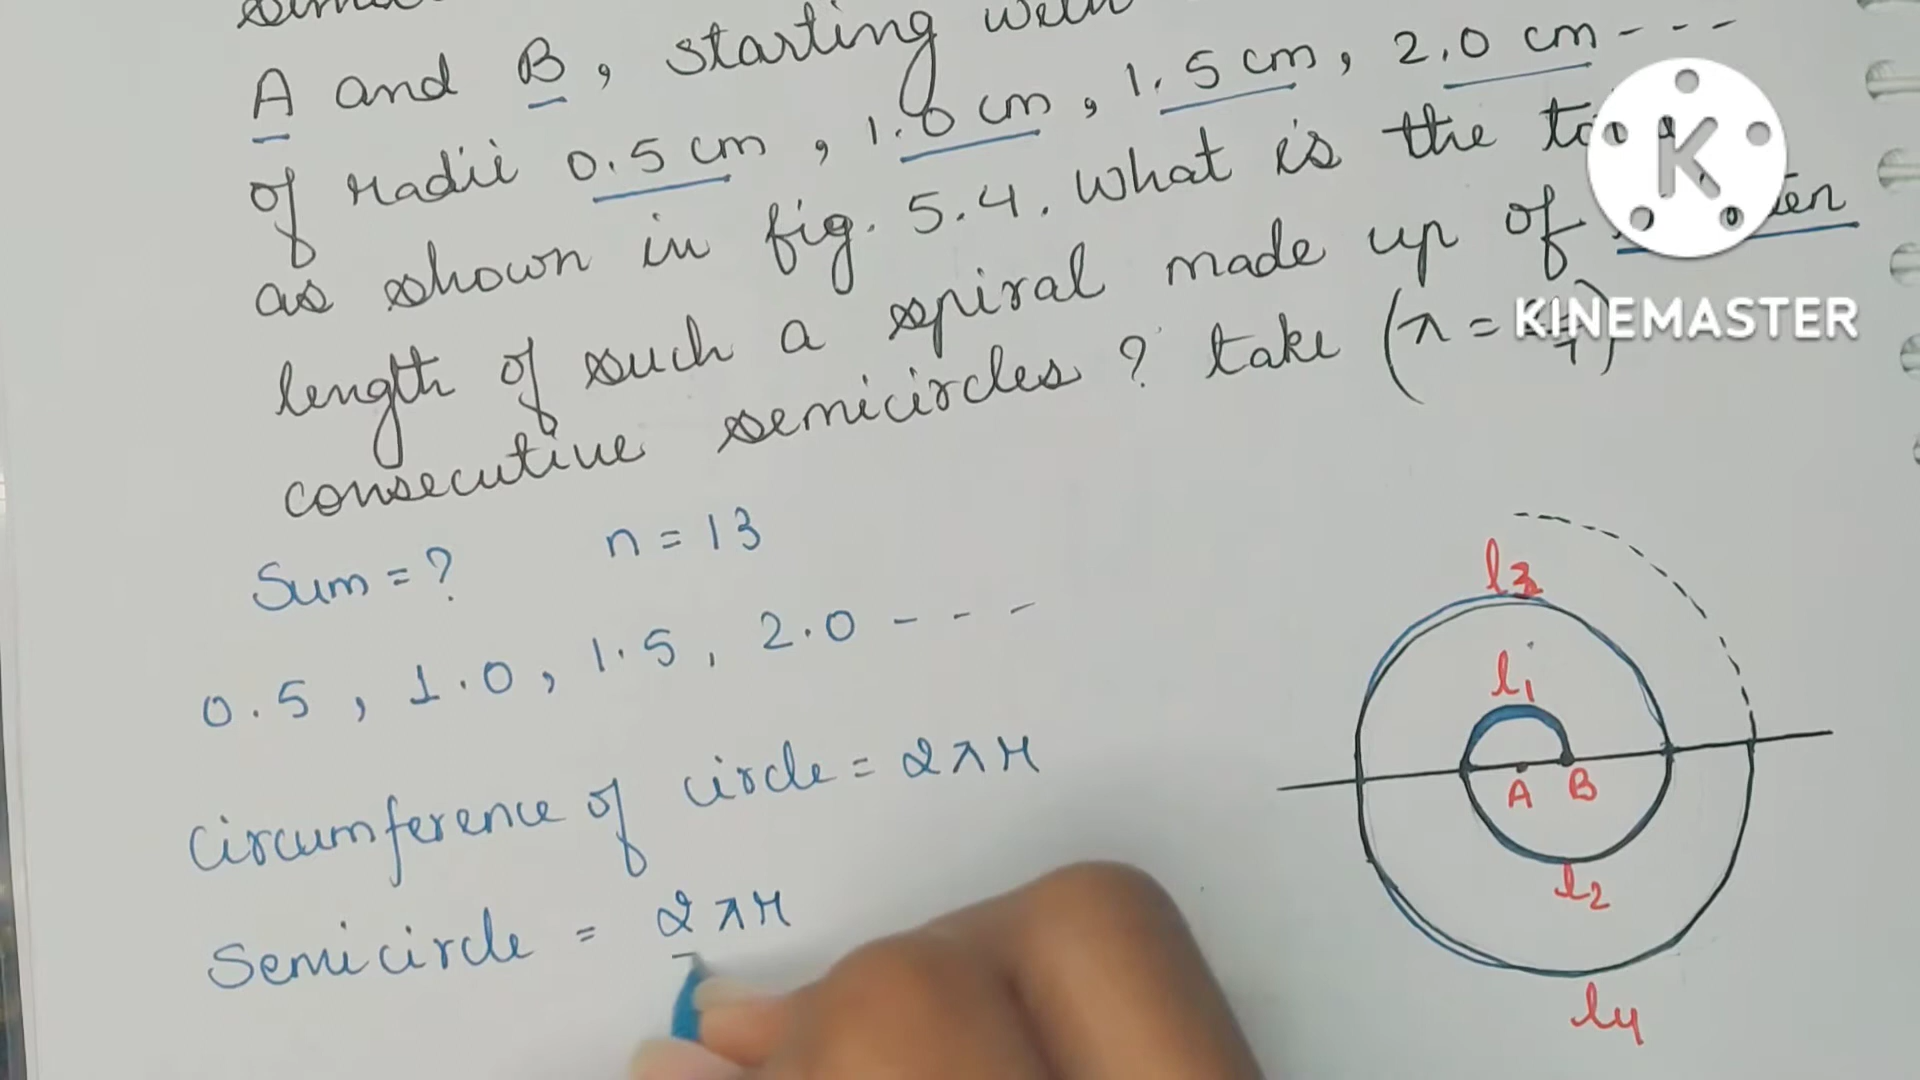 A and B, starting with
of radii 0.5 cm, 1.0 cm, 1.5 cm, 2.0 cm ---
as shown in fig. 5.4. What is the
length of such a spiral made up of
consecutive semicircles? take (π =
KINEMASTER
Sum = ? n = 13
0.5, 1.0, 1.5, 2.0 ---
Circumference of circle = 2πr
Semicircle = 2πr
l3
l1
A B
l2
l4